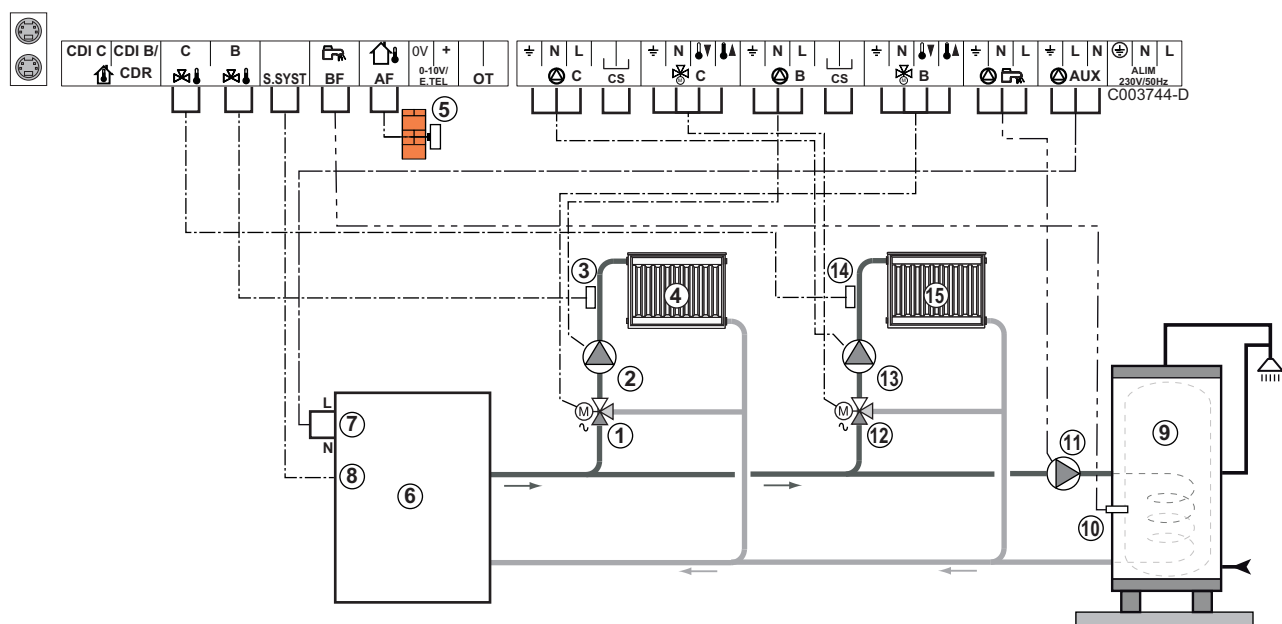 CDI C CDI B/ C B 0V + N L N N L N N L L N N L
CDR S.SYST BF AF 0-10V/ E.TEL OT C CS C B CS B AUX ALIM
230V/50Hz
C003744-D
5
3
14
4
15
2
13
L
7
M
1
M
12
9
N
11
8
6
10